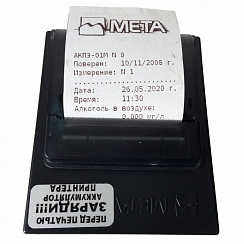 МЕТА
АКПЭ-01М N 0
Поверен: 10/11/2008 г.
Измерение: N 1
Дата: 26.05.2020 г.
Время: 11:30
Алкоголь в воздухе:
0.000 мг/л
МЕТА
ПЕРЕД ПЕЧАТЬЮ
ЗАРЯДИ!!!
АККУМУЛЯТОР
ПРИНТЕРА